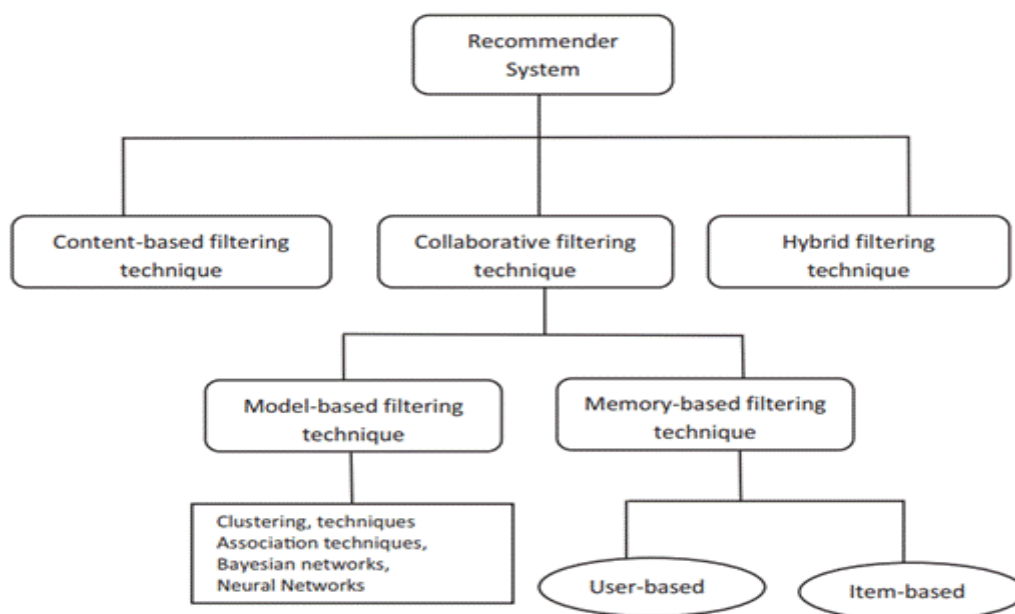 Recommender
System
Content-based filtering
technique
Collaborative filtering
technique
Hybrid filtering
technique
Model-based filtering
technique
Memory-based filtering
technique
Clustering, techniques
Association techniques,
Bayesian networks,
Neural Networks
User-based
Item-based